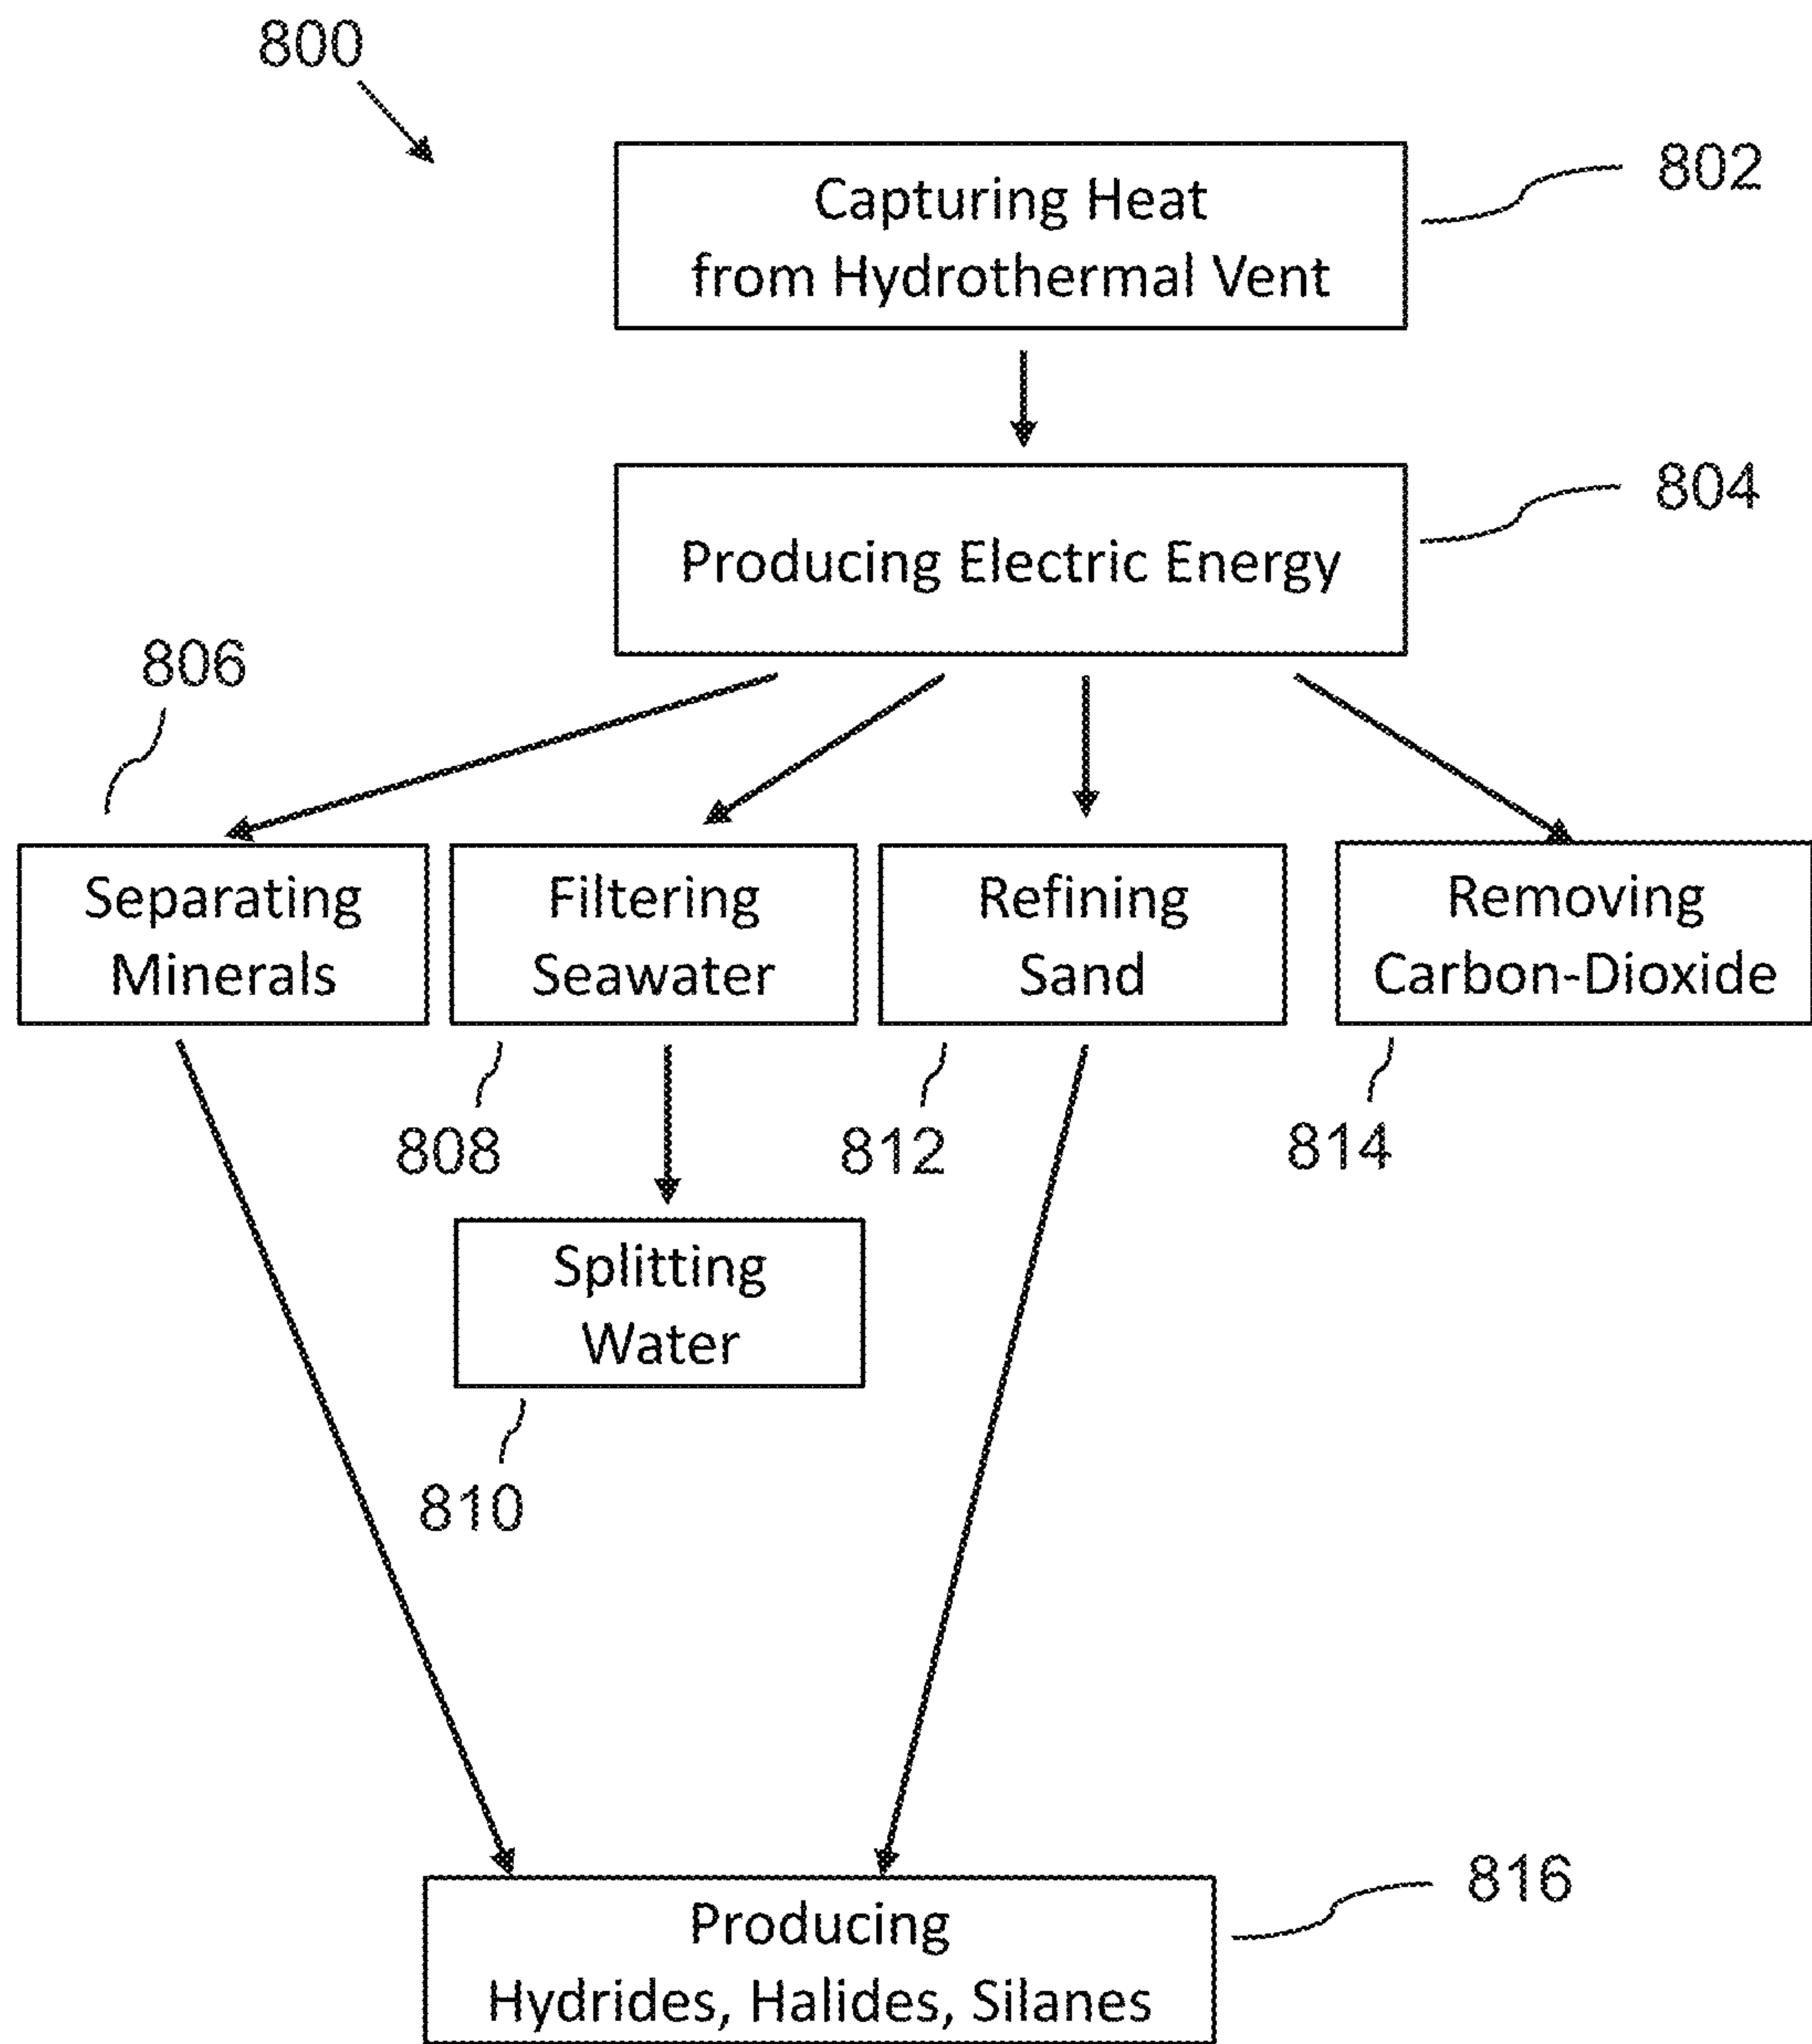 800
802
Capturing Heat
from Hydrothermal Vent
804
Producing Electric Energy
806
Separating
Minerals
Filtering
Seawater
Refining
Sand
Removing
Carbon-Dioxide
808
812
814
Splitting
Water
810
816
Producing
Hydrides, Halides, Silanes